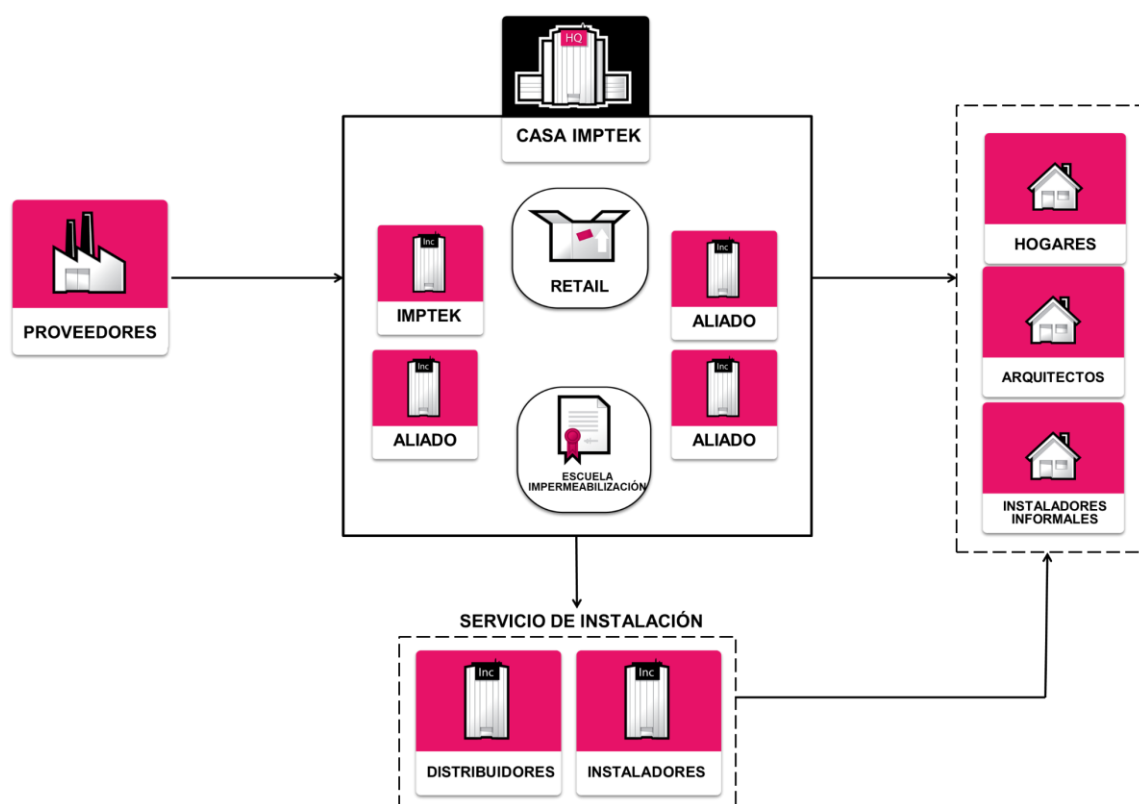 HQ
CASA IMPTEK
PROVEEDORES
Inc
IMPTEK
RETAIL
Inc
ALIADO
Inc
ALIADO
Inc
ALIADO
ESCUELA
IMPERMEABILIZACIÓN
HOGARES
ARQUITECTOS
INSTALADORES
INFORMALES
SERVICIO DE INSTALACIÓN
Inc
DISTRIBUIDORES
Inc
INSTALADORES